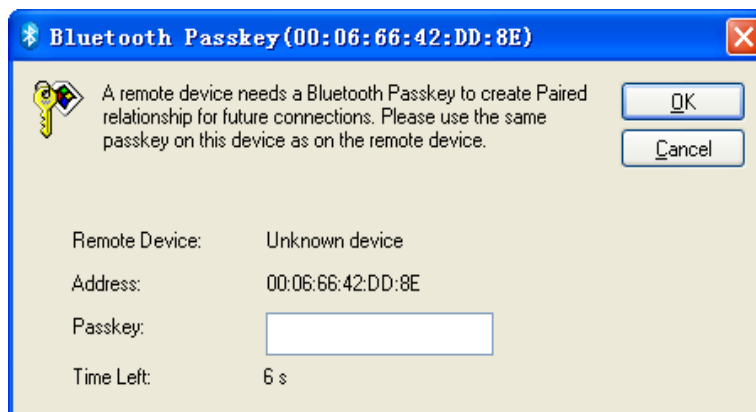 Bluetooth Passkey(00:06:66:42:DD:8E)
A remote device needs a Bluetooth Passkey to create Paired
relationship for future connections. Please use the same
passkey on this device as on the remote device.
OK
Cancel
Remote Device: Unknown device
Address: 00:06:66:42:DD:8E
Passkey:
Time Left: 6 s